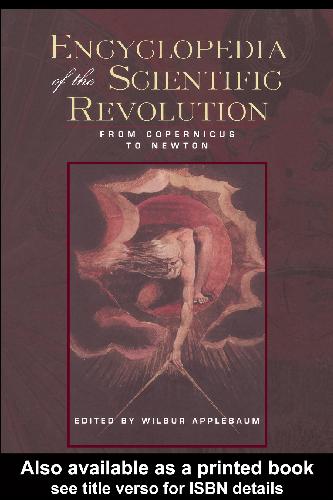 ENCYCLOPEDIA
of the SCIENTIFIC
REVOLUTION
FROM COPERNICUS
TO NEWTON
EDITED BY WILBUR APPLEBAUM
Also available as a printed book
see title verso for ISBN details